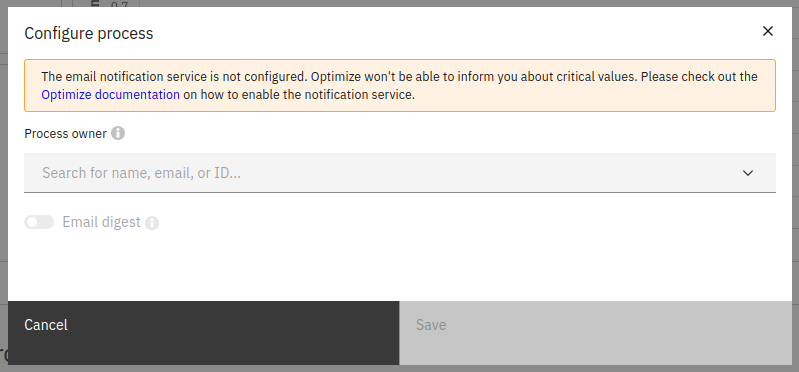 0.7
Configure process
The email notification service is not configured. Optimize won't be able to inform you about critical values. Please check out the
Optimize documentation on how to enable the notification service.
Process owner
Search for name, email, or ID...
Email digest
Cancel
Save